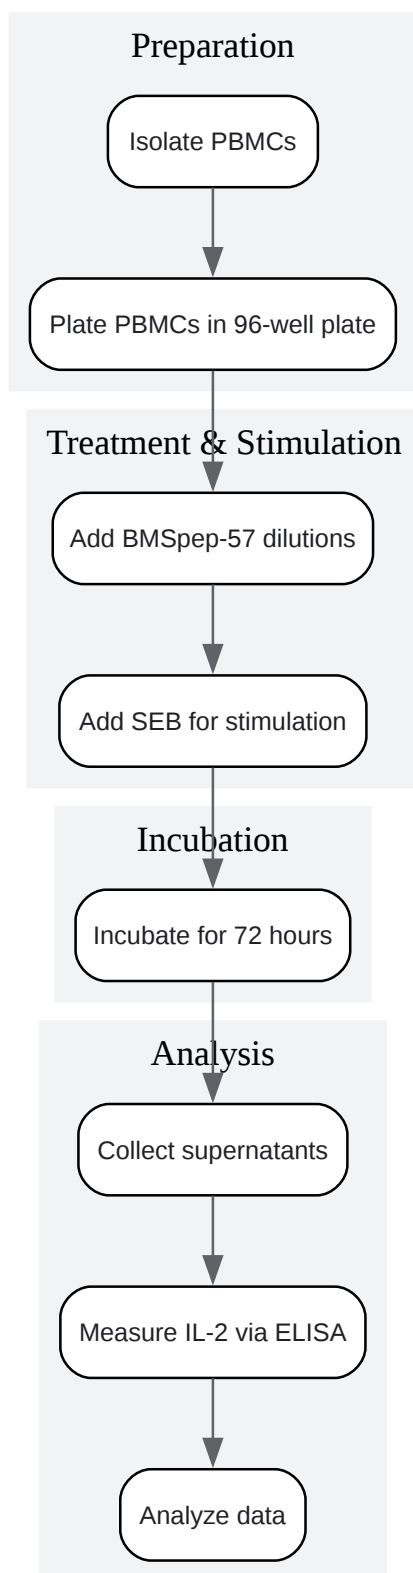 Preparation
Isolate PBMCs
Plate PBMCs in 96-well plate
Treatment & Stimulation
Add BMSpep-57 dilutions
Add SEB for stimulation
Incubation
Incubate for 72 hours
Analysis
Collect supernatants
Measure IL-2 via ELISA
Analyze data